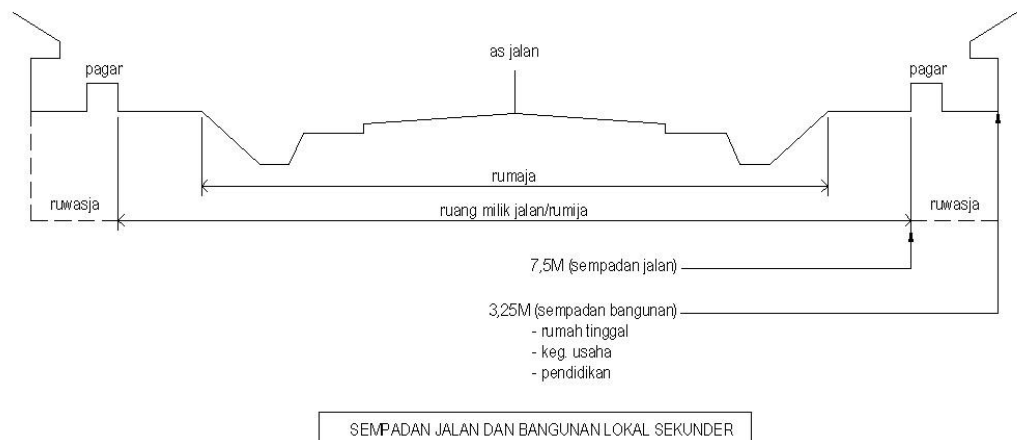 as jalan
pagar
pagar
rumaja
ruwasja
ruang milik jalan/rumija
ruwasja
7,5M (sempadan jalan)
3,25M (sempadan bangunan)
- rumah tinggal
- keg. usaha
- pendidikan
SEMPADAN JALAN DAN BANGUNAN LOKAL SEKUNDER